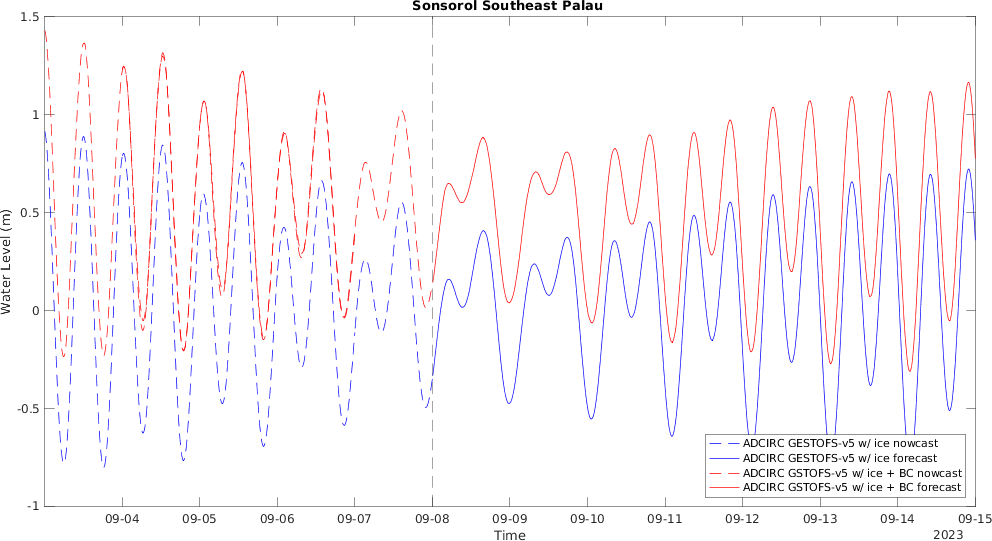 Sonsorol Southeast Palau
1.5
1
0.5
0
-0.5
-1
Water Level (m)
09-04
09-05
09-06
09-07
09-08
09-09
09-10
09-11
09-12
09-13
09-14
09-15
Time
2023
ADCIRC GESTOFS-v5 w/ ice nowcast
ADCIRC GESTOFS-v5 w/ ice forecast
ADCIRC GSTOFS-v5 w/ ice + BC nowcast
ADCIRC GSTOFS-v5 w/ ice + BC forecast